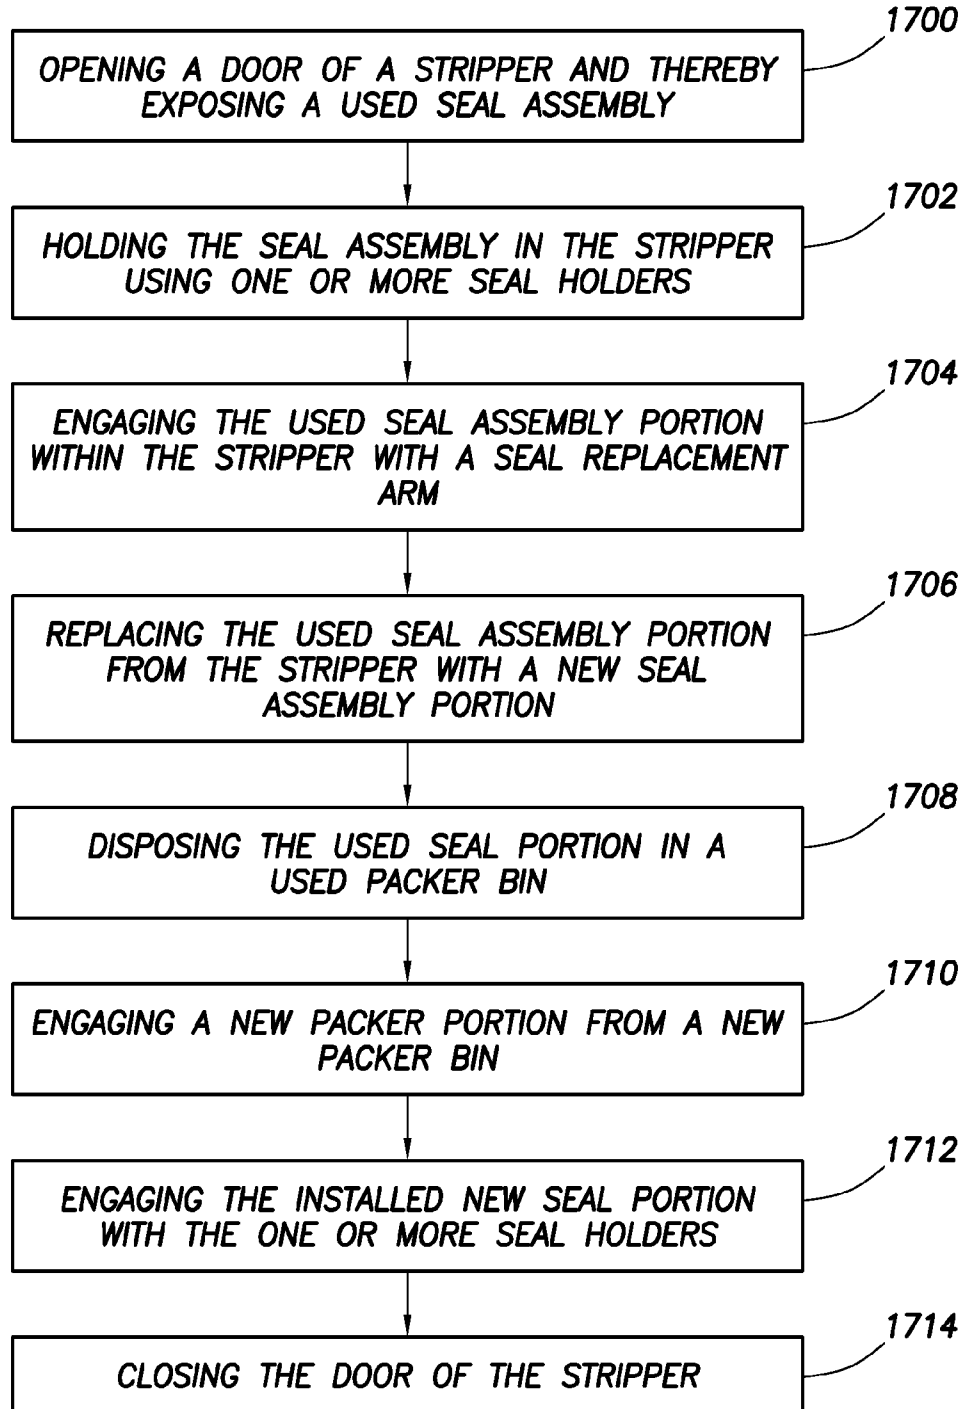 1700
OPENING A DOOR OF A STRIPPER AND THEREBY
EXPOSING A USED SEAL ASSEMBLY
1702
HOLDING THE SEAL ASSEMBLY IN THE STRIPPER
USING ONE OR MORE SEAL HOLDERS
1704
ENGAGING THE USED SEAL ASSEMBLY PORTION
WITHIN THE STRIPPER WITH A SEAL REPLACEMENT
ARM
1706
REPLACING THE USED SEAL ASSEMBLY PORTION
FROM THE STRIPPER WITH A NEW SEAL
ASSEMBLY PORTION
1708
DISPOSING THE USED SEAL PORTION IN A
USED PACKER BIN
1710
ENGAGING A NEW PACKER PORTION FROM A NEW
PACKER BIN
1712
ENGAGING THE INSTALLED NEW SEAL PORTION
WITH THE ONE OR MORE SEAL HOLDERS
1714
CLOSING THE DOOR OF THE STRIPPER